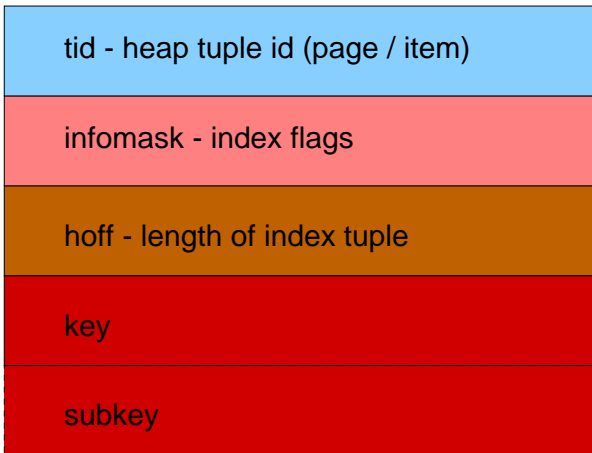 tid - heap tuple id (page / item)
infomask - index flags
hoff - length of index tuple
key
subkey